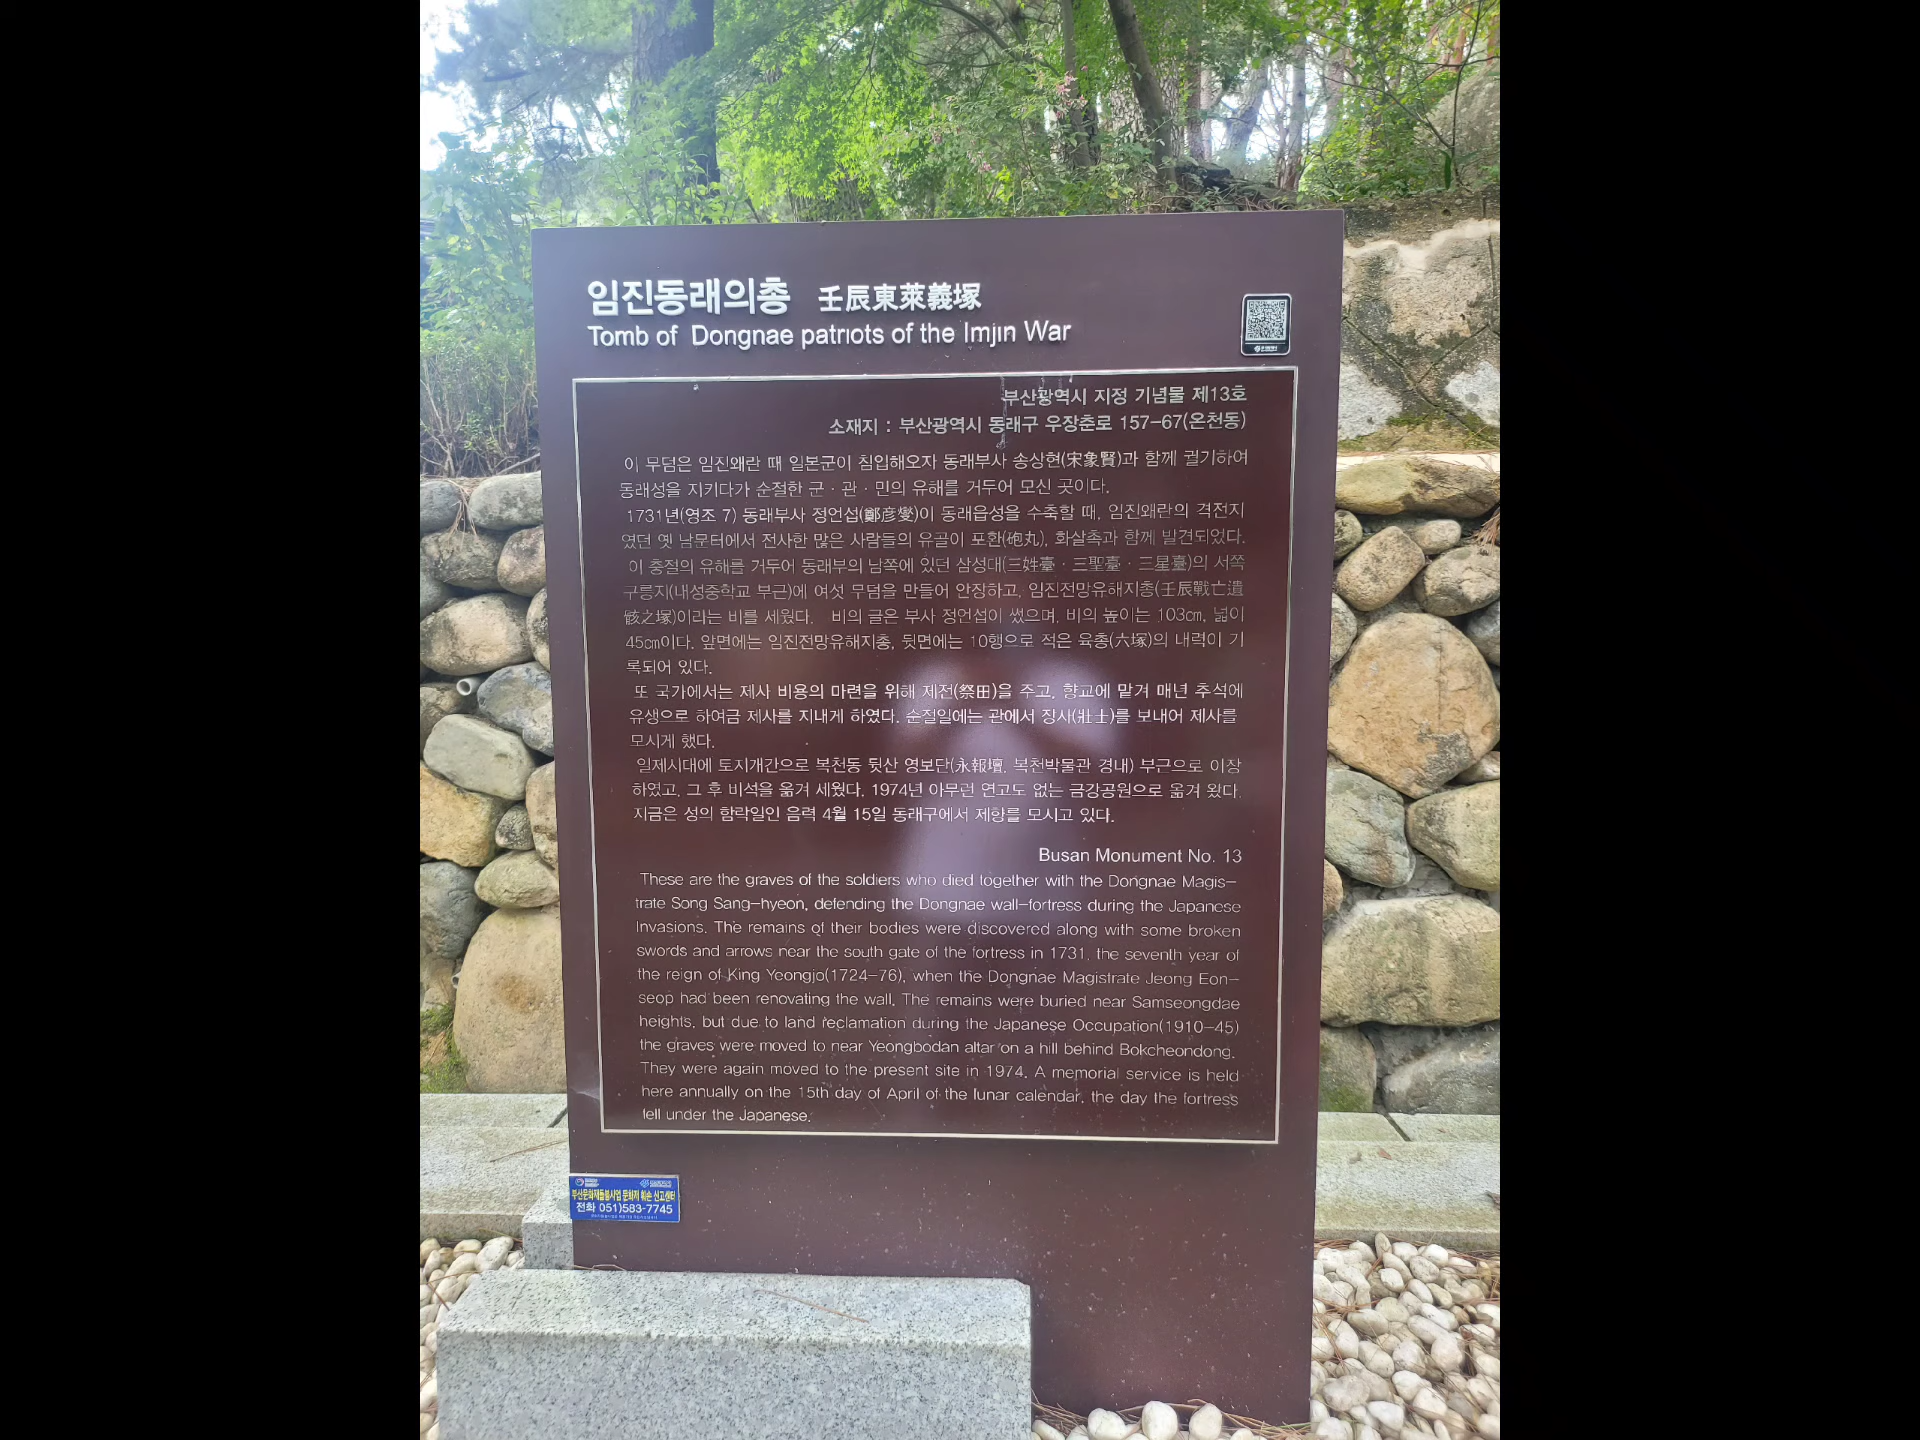 임진동래의총 壬辰東萊義塚
Tomb of Dongnae patriots of the Imjin War
부산광역시 지정 기념물 제13호
소재지 : 부산광역시 동래구 우장춘로 157-67(온천동)
이 무덤은 임진왜란 때 일본군이 침입해오자 동래부사 송상현(宋象賢)과 함께 궐기하여
동래성을 지키다가 순절한 군·관·민의 유해를 거두어 모신 곳이다.
1731년(영조 7) 동래부사 정언섭(鄭彦燮)이 동래읍성을 수축할 때, 임진왜란의 격전지
였던 옛 남문터에서 전사한 많은 사람들의 유골이 포환(砲丸), 화살촉과 함께 발견되었다.
이 충절의 유해를 거두어 동래부의 남쪽에 있던 삼성대(三姓臺·三聖臺·三星臺)의 서쪽
구릉지(내성중학교 부근)에 여섯 무덤을 만들어 안장하고, 임진전망유해지총(壬辰戰亡遺
骸之塚)이라는 비를 세웠다. 비의 글은 부사 정언섭이 썼으며, 비의 높이는 103㎝, 넓이
45㎝이다. 앞면에는 임진전망유해지총, 뒷면에는 10행으로 적은 육총(六塚)의 내력이 기
록되어 있다.
또 국가에서는 제사 비용의 마련을 위해 제전(祭田)을 주고, 향교에 맡겨 매년 추석에
유생으로 하여금 제사를 지내게 하였다. 순절일에는 관에서 장사(壯士)를 보내어 제사를
모시게 했다.
일제시대에 토지개간으로 복천동 뒷산 영보단(永報壇, 복천박물관 경내) 부근으로 이장
하였고, 그 후 비석을 옮겨 세웠다. 1974년 아무런 연고도 없는 금강공원으로 옮겨 왔다.
지금은 성의 함락일인 음력 4월 15일 동래구에서 제향를 모시고 있다.
Busan Monument No. 13
These are the graves of the soldiers who died together with the Dongnae Magis-
trate Song Sang-hyeon, defending the Dongnae wall-fortress during the Japanese
Invasions. The remains of their bodies were discovered along with some broken
swords and arrows near the south gate of the fortress in 1731, the seventh year of
the reign of King Yeongjo(1724-76), when the Dongnae Magistrate Jeong Eon-
seop had been renovating the wall. The remains were buried near Samseongdae
heights, but due to land reclamation during the Japanese Occupation(1910-45)
the graves were moved to near Yeongbodan altar on a hill behind Bokcheondong.
They were again moved to the present site in 1974. A memorial service is held
here annually on the 15th day of April of the lunar calendar, the day the fortress
fell under the Japanese.
부산문화재돌봄사업 문화재 훼손 신고센터
전화 051)583-7745